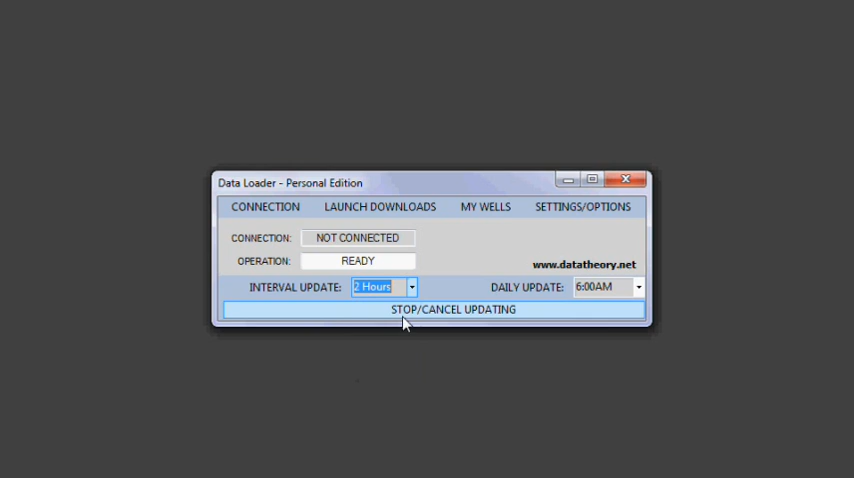 Data Loader - Personal Edition
CONNECTION LAUNCH DOWNLOADS MY WELLS SETTINGS/OPTIONS
CONNECTION: NOT CONNECTED
OPERATION: READY
www.datatheory.net
INTERVAL UPDATE: 2 Hours DAILY UPDATE: 6:00AM
STOP/CANCEL UPDATING